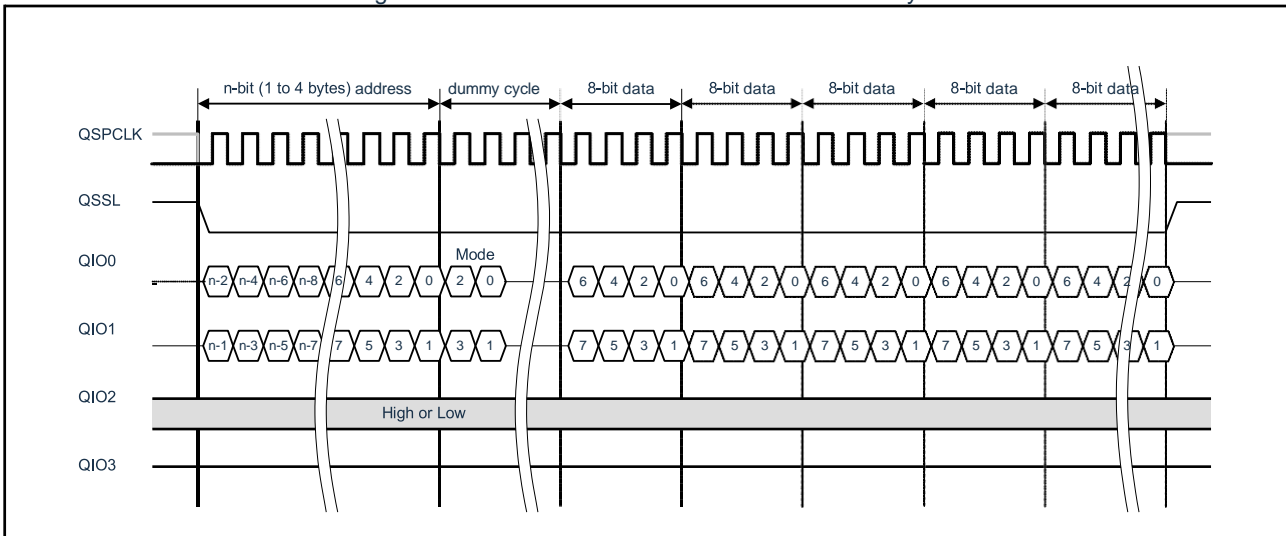 n-bit (1 to 4 bytes) address dummy cycle 8-bit data 8-bit data 8-bit data 8-bit data 8-bit data
QSPCLK
QSSL
Mode
QIO0
n-2 n-4 n-6 n-8 6 4 2 0 2 0 6 4 2 0 6 4 2 0 6 4 2 0 6 4 2 0 6 4 2 0
QIO1
n-1 n-3 n-5 n-7 7 5 3 1 3 1 7 5 3 1 7 5 3 1 7 5 3 1 7 5 3 1 7 5 3 1
QIO2
High or Low
QIO3